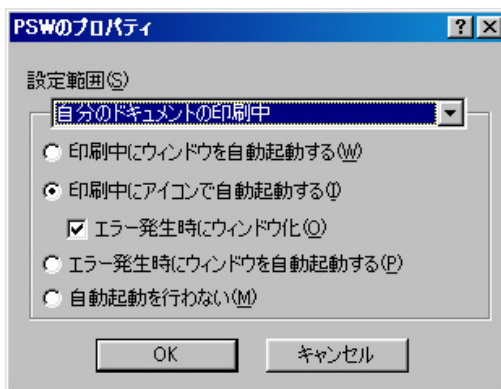 PSWのプロパティ
設定範囲(S)
自分のドキュメントの印刷中
印刷中にウィンドウを自動起動する(W)
印刷中にアイコンで自動起動する(I)
エラー発生時にウィンドウ化(O)
エラー発生時にウィンドウを自動起動する(P)
自動起動を行わない(M)
OK キャンセル